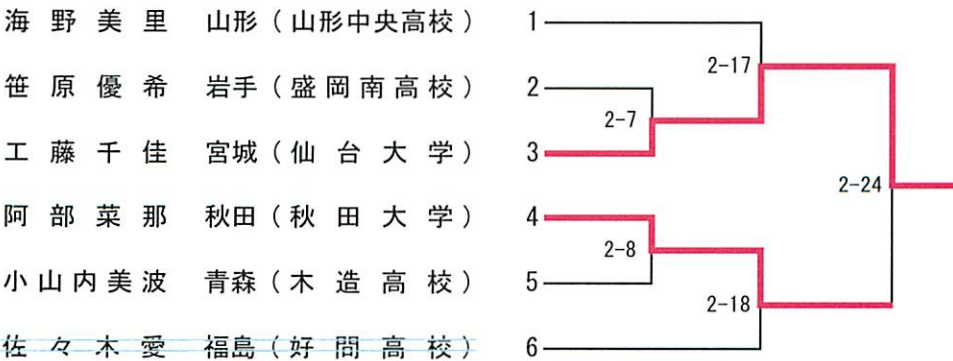 海野美里 山形(山形中央高校) 1
2-17
笹原優希 岩手(盛岡南高校) 2
2-7
工藤千佳 宮城(仙台大学) 3
2-24
阿部菜那 秋田(秋田大学) 4
2-8
小山内美波 青森(木造高校) 5
2-18
佐々木愛 福島(好間高校) 6